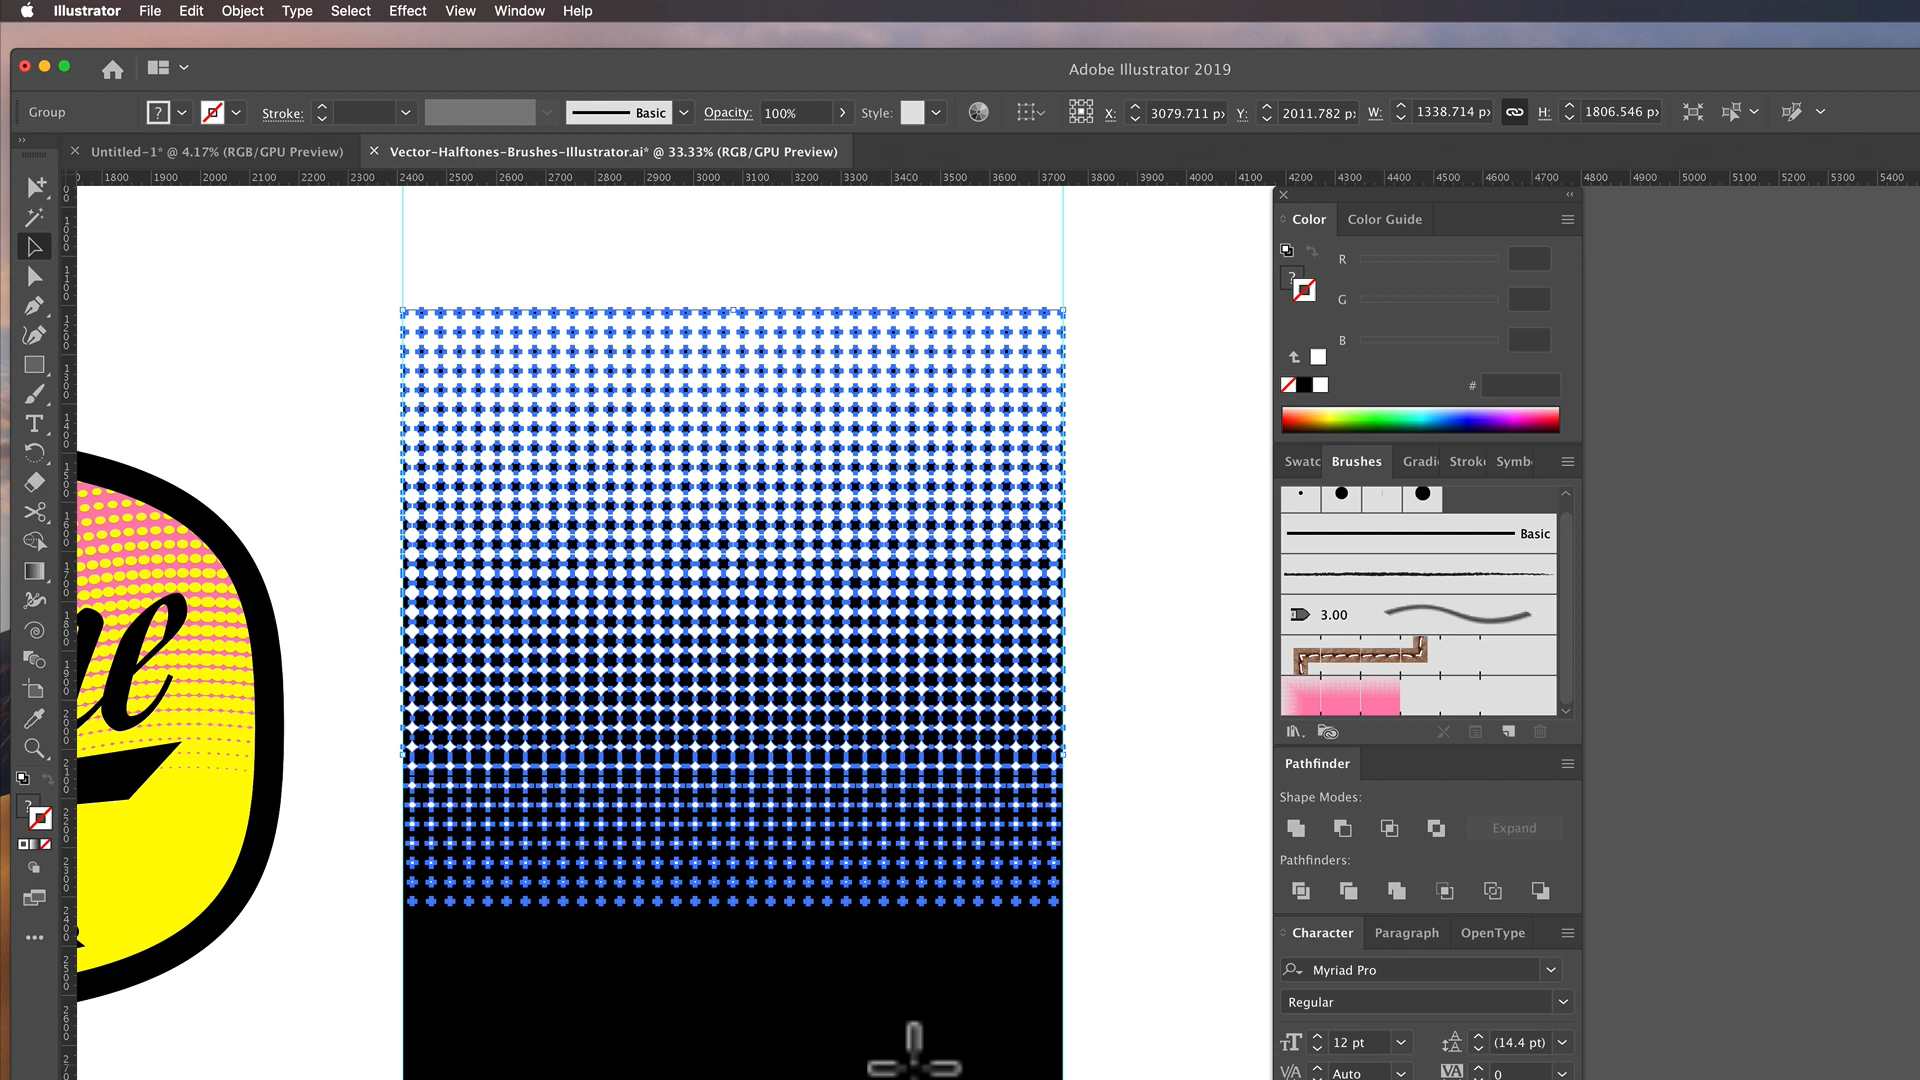 Illustrator File Edit Object Type Select Effect View Window Help
Adobe Illustrator 2019
Group ? Stroke: Basic Opacity: 100% Style: X: 3079.711 px Y: 2011.782 px W: 1338.714 px H: 1806.546 px
Untitled-1* @ 4.17% (RGB/GPU Preview) Vector-Halftones-Brushes-Illustrator.ai* @ 33.33% (RGB/GPU Preview)
1800 1900 2000 2100 2200 2300 2400 2500 2600 2700 2800 2900 3000 3100 3200 3300 3400 3500 3600 3700 3800 3900 4000 4100 4200 4300 4400 4500 4600 4700 4800 4900 5000 5100 5200 5300 5400
Color Color Guide
R
?
G
B
#
Swatc Brushes Gradi Strok Symb
Basic
3.00
Pathfinder
Shape Modes:
Expand
Pathfinders:
Character Paragraph OpenType
Myriad Pro
Regular
12 pt (14.4 pt)
Auto 0